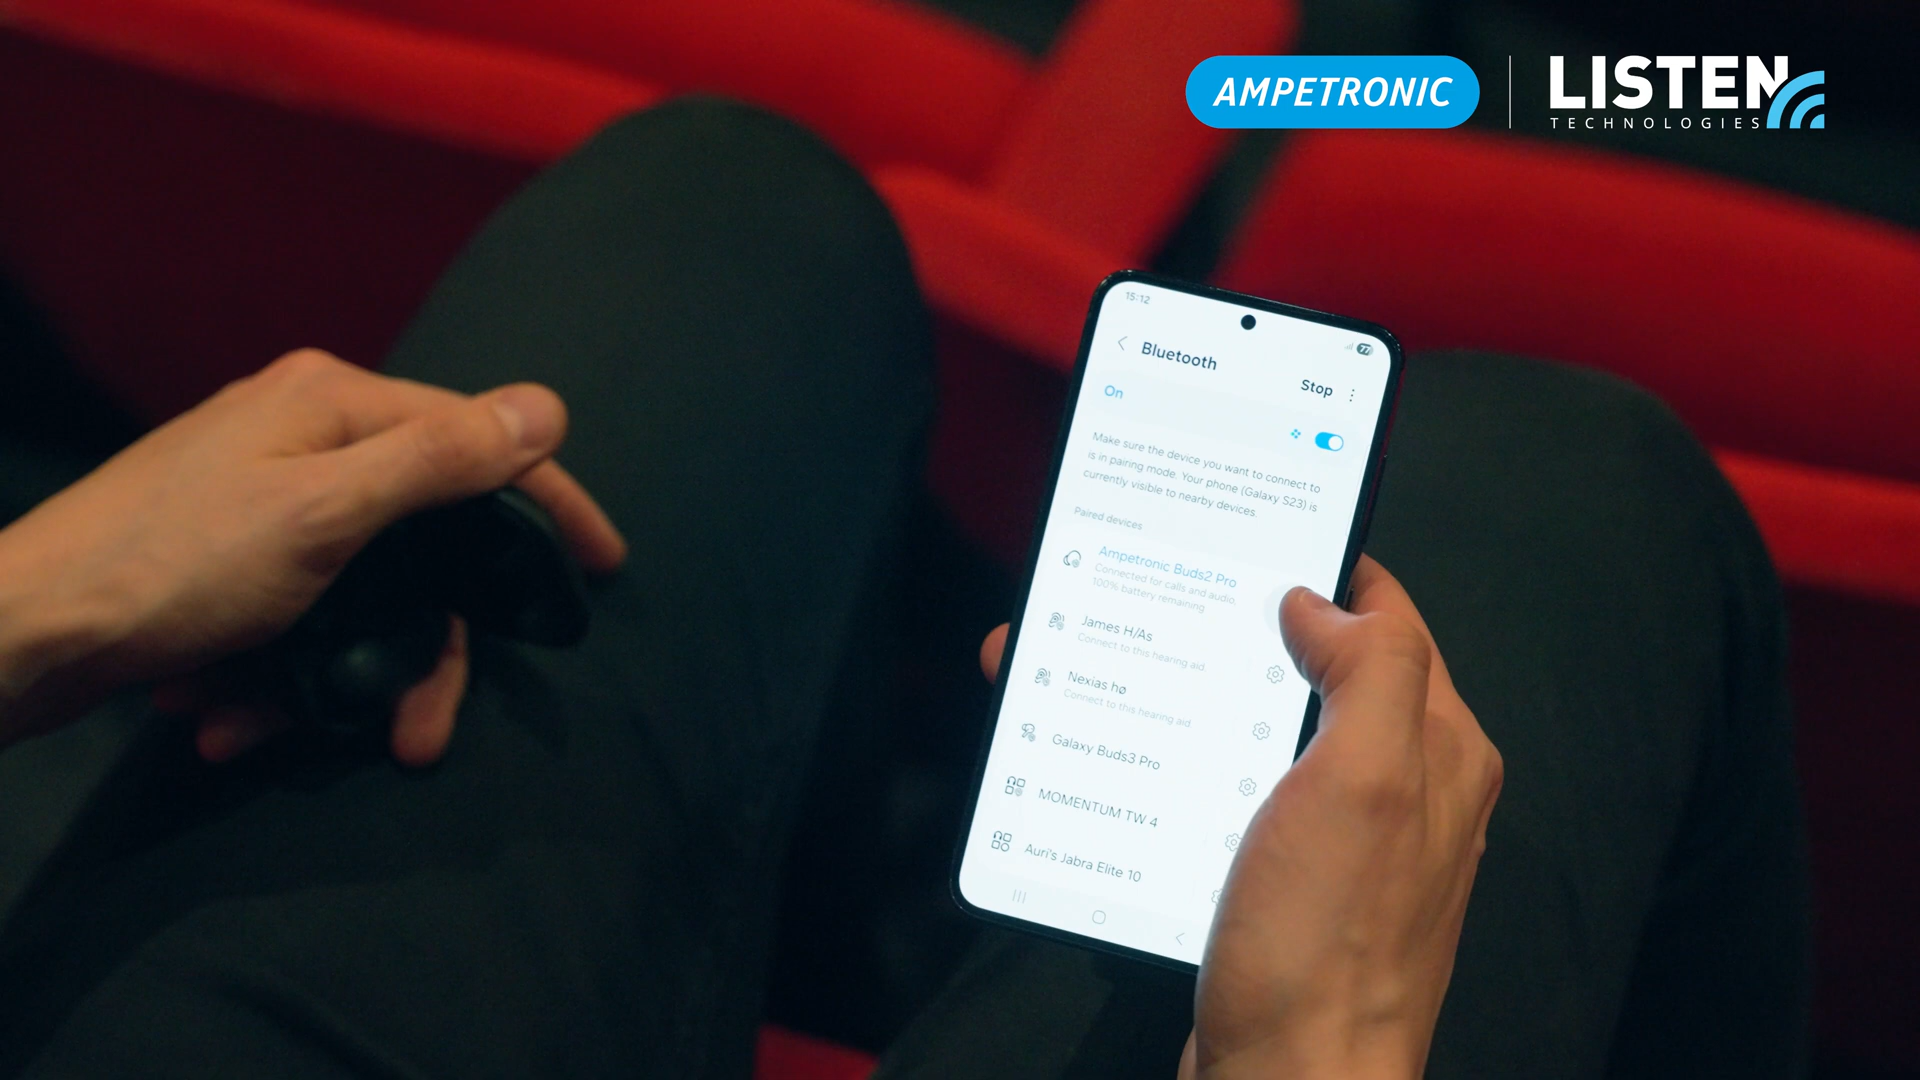 AMPETRONIC
LISTEN
TECHNOLOGIES
15:12
77
Bluetooth
Stop
On
Make sure the device you want to connect to
is in pairing mode. Your phone (Galaxy S23) is
currently visible to nearby devices.
Paired devices
Ampetronic Buds2 Pro
Connected for calls and audio,
100% battery remaining
James H/As
Connect to this hearing aid
Nexias hø
Connect to this hearing aid
Galaxy Buds3 Pro
MOMENTUM TW 4
Auri's Jabra Elite 10